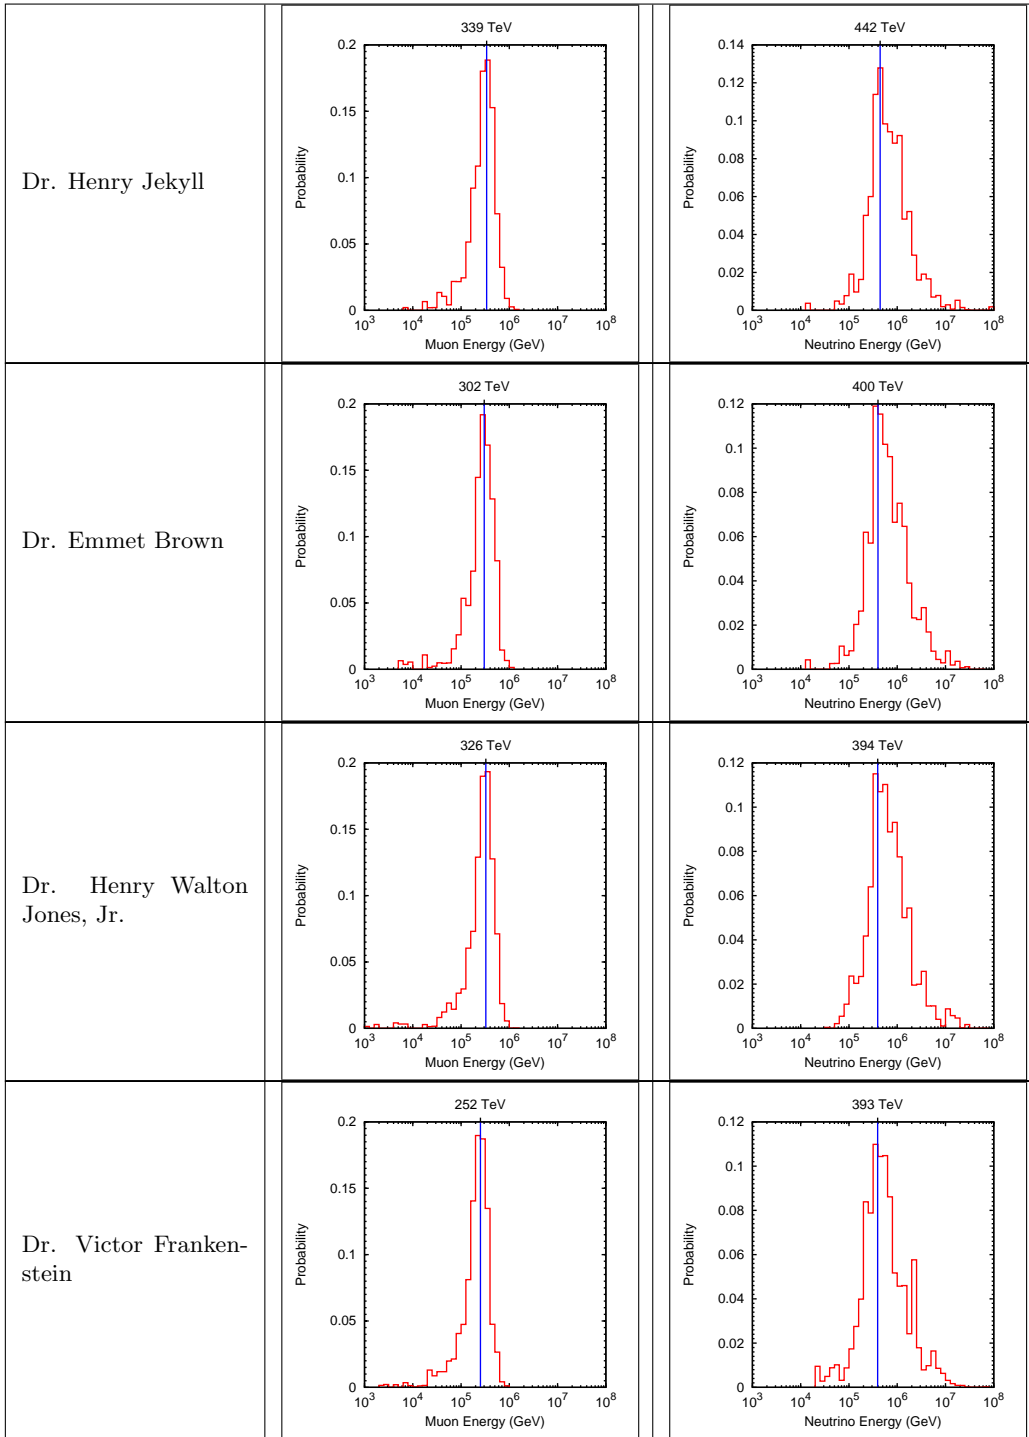 339 TeV
0.2
0.15
0.1
0.05
0
Probability
10^3 10^4 10^5 10^6 10^7 10^8
Muon Energy (GeV)
442 TeV
0.14
0.12
0.1
0.08
0.06
0.04
0.02
0
Probability
10^3 10^4 10^5 10^6 10^7 10^8
Neutrino Energy (GeV)
Dr. Henry Jekyll
302 TeV
0.2
0.15
0.1
0.05
0
Probability
10^3 10^4 10^5 10^6 10^7 10^8
Muon Energy (GeV)
400 TeV
0.12
0.1
0.08
0.06
0.04
0.02
0
Probability
10^3 10^4 10^5 10^6 10^7 10^8
Neutrino Energy (GeV)
Dr. Emmet Brown
326 TeV
0.2
0.15
0.1
0.05
0
Probability
10^3 10^4 10^5 10^6 10^7 10^8
Muon Energy (GeV)
394 TeV
0.12
0.1
0.08
0.06
0.04
0.02
0
Probability
10^3 10^4 10^5 10^6 10^7 10^8
Neutrino Energy (GeV)
Dr. Henry Walton
Jones, Jr.
252 TeV
0.2
0.15
0.1
0.05
0
Probability
10^3 10^4 10^5 10^6 10^7 10^8
Muon Energy (GeV)
393 TeV
0.12
0.1
0.08
0.06
0.04
0.02
0
Probability
10^3 10^4 10^5 10^6 10^7 10^8
Neutrino Energy (GeV)
Dr. Victor Franken-
stein